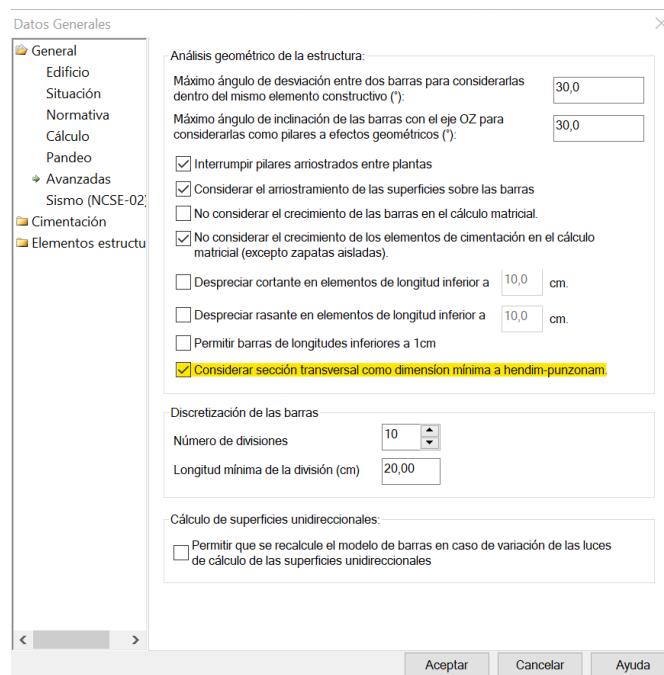 Datos Generales
General
Edificio
Situación
Normativa
Cálculo
Pandeo
Avanzadas
Sismo (NCSE-02)
Cimentación
Elementos estructu
Análisis geométrico de la estructura:
Máximo ángulo de desviación entre dos barras para considerarlas
dentro del mismo elemento constructivo (°):
30,0
Máximo ángulo de inclinación de las barras con el eje OZ para
considerarlas como pilares a efectos geométricos (°):
30,0
Interrumpir pilares arriostrados entre plantas
Considerar el arriostramiento de las superficies sobre las barras
No considerar el crecimiento de las barras en el cálculo matricial.
No considerar el crecimiento de los elementos de cimentación en el cálculo
matricial (excepto zapatas aisladas).
Despreciar cortante en elementos de longitud inferior a 10,0 cm.
Despreciar rasante en elementos de longitud inferior a 10,0 cm.
Permitir barras de longitudes inferiores a 1cm
Considerar sección transversal como dimensíon mínima a hendim-punzonam.
Discretización de las barras
Número de divisiones 10
Longitud mínima de la división (cm) 20,00
Cálculo de superficies unidireccionales:
Permitir que se recalcule el modelo de barras en caso de variación de las luces
de cálculo de las superficies unidireccionales
Aceptar Cancelar Ayuda